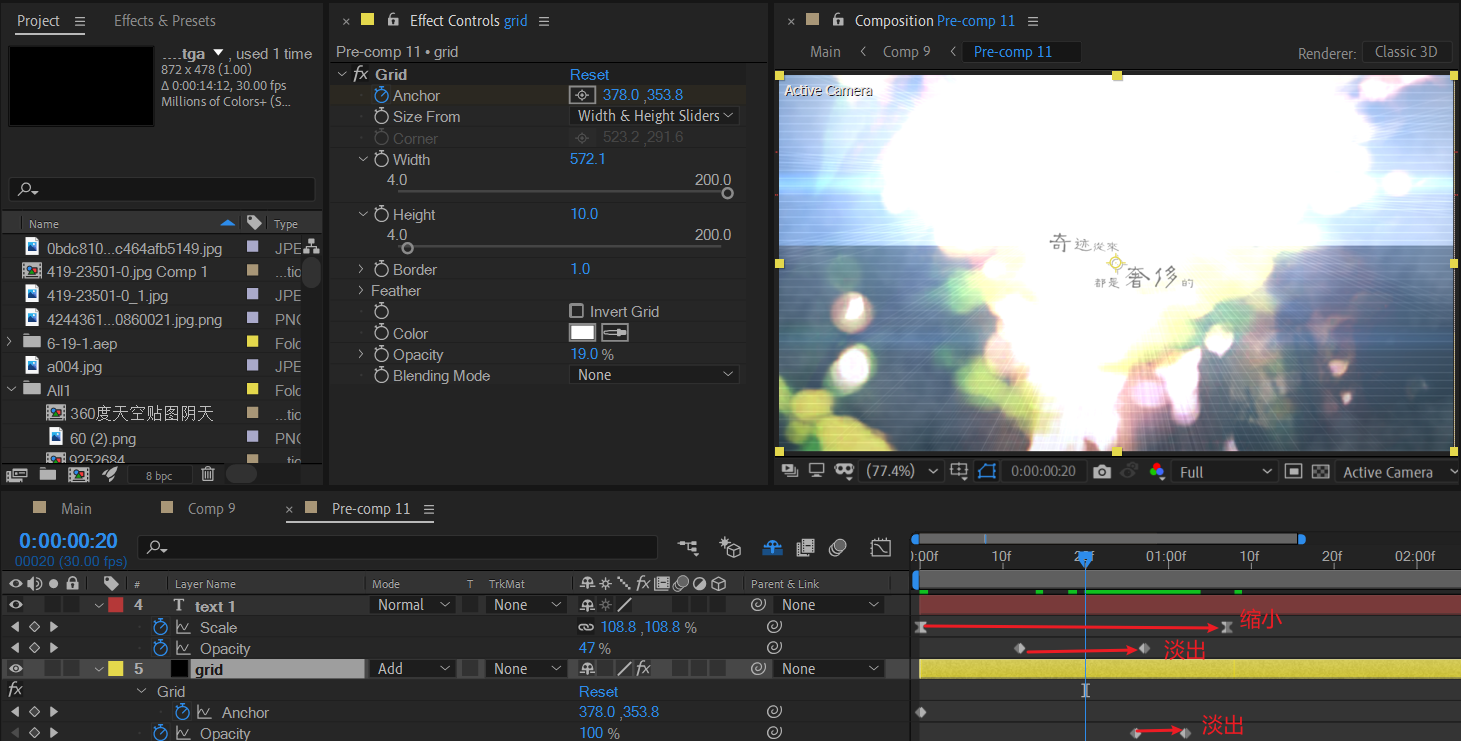 Project
Effects & Presets
....tga , used 1 time
872 x 478 (1.00)
Δ 0:00:14:12, 30.00 fps
Millions of Colors+ (S...
Name Type
0bdc810...c464afb5149.jpg JPE
419-23501-0.jpg Comp 1 ...tic
419-23501-0_1.jpg JPE
4244361...0860021.jpg.png PNG
6-19-1.aep Fold
a004.jpg JPE
All1 Fold
360度天空贴图阴天 ...tic
60 (2).png PNG
9252684 ...tic
8 bpc
× Effect Controls grid
Pre-comp 11 • grid
fx Grid Reset
Anchor 378.0 ,353.8
Size From Width & Height Sliders
Corner 523.2 ,291.6
Width 572.1
4.0 200.0
Height 10.0
4.0 200.0
Border 1.0
Feather
Invert Grid
Color
Opacity 19.0 %
Blending Mode None
× Composition Pre-comp 11
Main < Comp 9 < Pre-comp 11
Renderer: Classic 3D
Active Camera
奇迹从来
都是奢侈的
(77.4%) 0:00:00:20 Full Active Camera
Main Comp 9 × Pre-comp 11
0:00:00:20
00020 (30.00 fps)
# Layer Name Mode T TrkMat fx Parent & Link
:00f 10f 20f 01:00f 10f 20f 02:00f
4 T text 1 Normal None None
Scale 108.8 ,108.8 % 缩小
Opacity 47 % 淡出
5 grid Add None fx None
fx Grid Reset
Anchor 378.0 ,353.8
Opacity 100 % 淡出